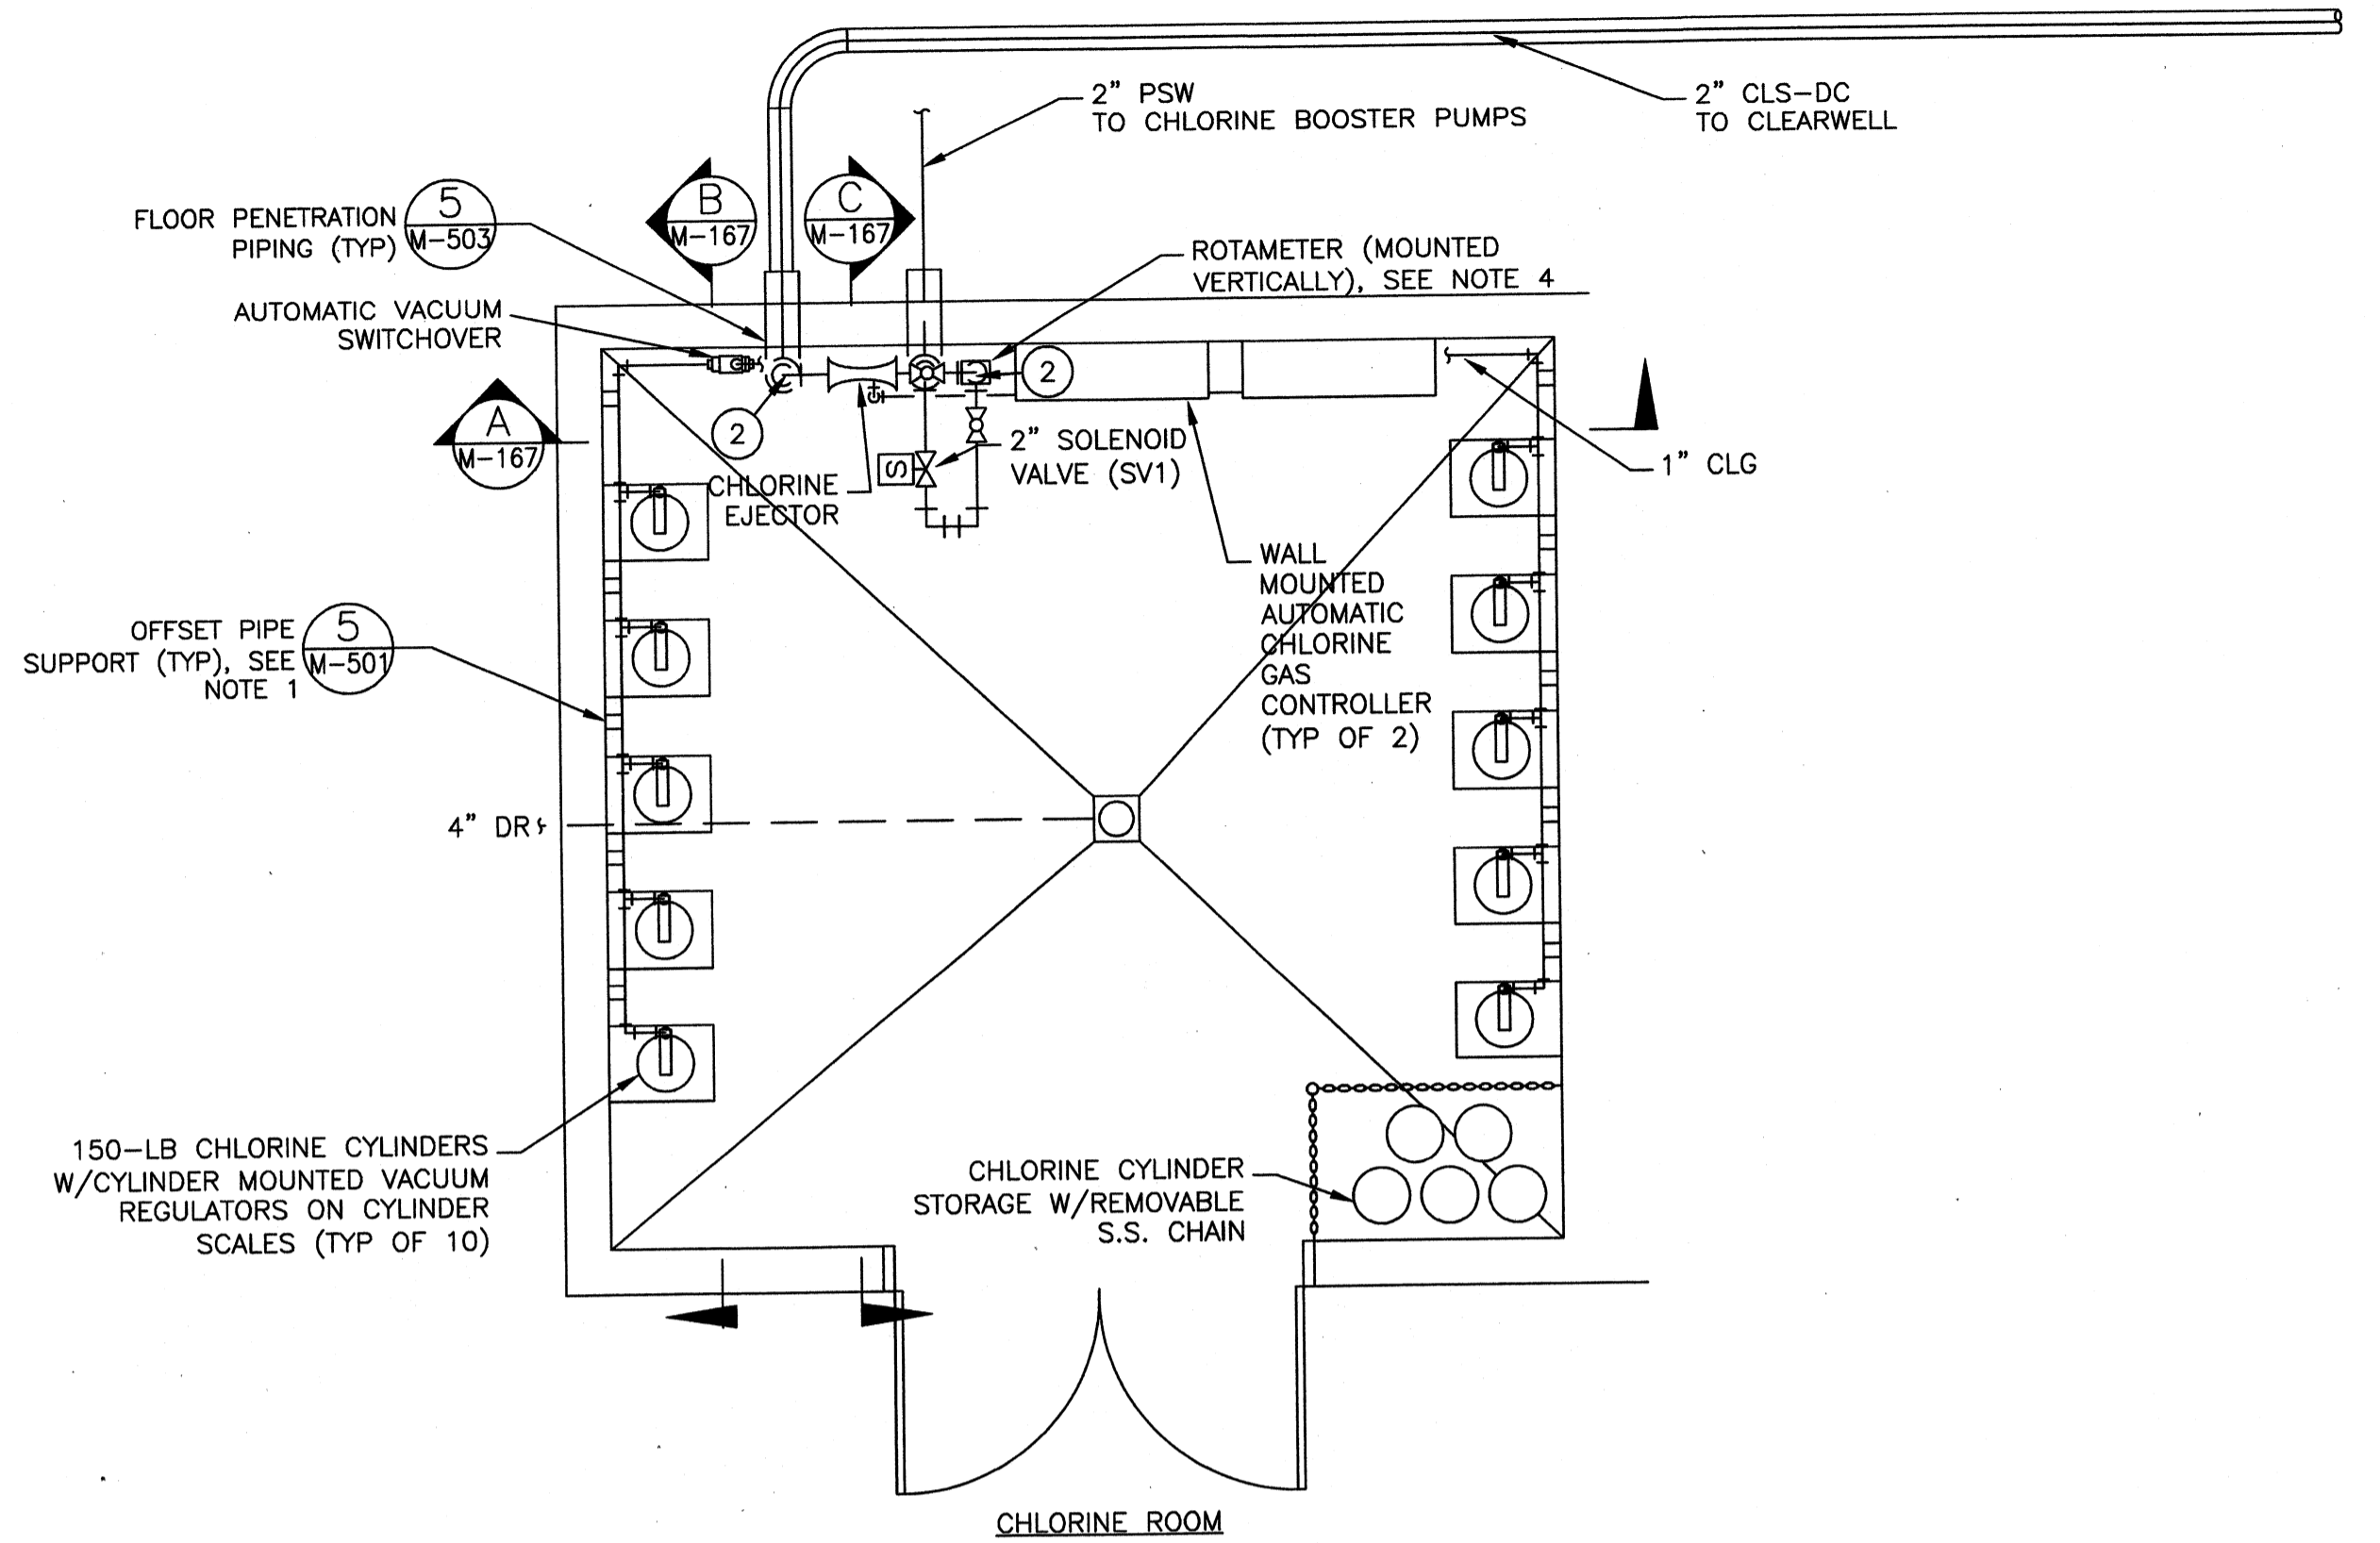 2" PSW
TO CHLORINE BOOSTER PUMPS
2" CLS-DC
TO CLEARWELL
FLOOR PENETRATION
PIPING (TYP)
5
M-503
B
M-167
C
M-167
ROTAMETER (MOUNTED
VERTICALLY), SEE NOTE 4
AUTOMATIC VACUUM
SWITCHOVER
2
2
A
M-167
CHLORINE
EJECTOR
S
2" SOLENOID
VALVE (SV1)
1" CLG
WALL
MOUNTED
AUTOMATIC
CHLORINE
GAS
CONTROLLER
(TYP OF 2)
OFFSET PIPE
SUPPORT (TYP), SEE
NOTE 1
5
M-501
4" DR
150-LB CHLORINE CYLINDERS
W/CYLINDER MOUNTED VACUUM
REGULATORS ON CYLINDER
SCALES (TYP OF 10)
CHLORINE CYLINDER
STORAGE W/REMOVABLE
S.S. CHAIN
CHLORINE ROOM